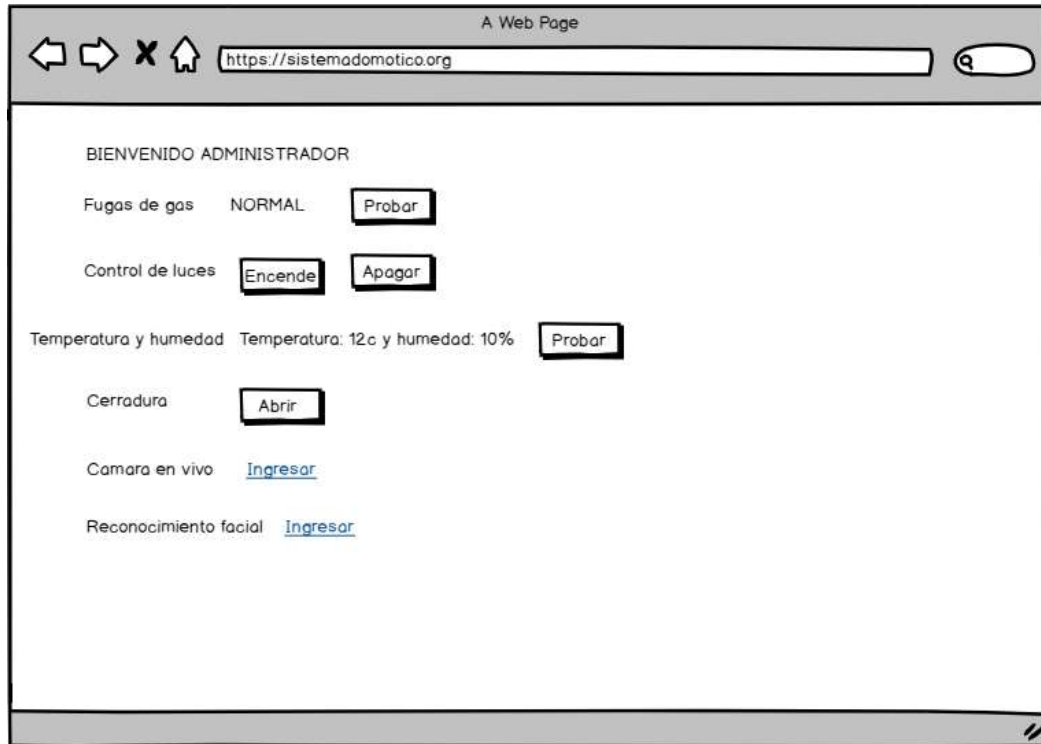 A Web Page
https://sistemadomotico.org
BIENVENIDO ADMINISTRADOR
Fugas de gas NORMAL Probar
Control de luces Encende Apagar
Temperatura y humedad Temperatura: 12c y humedad: 10% Probar
Cerradura Abrir
Camara en vivo Ingresar
Reconocimiento facial Ingresar